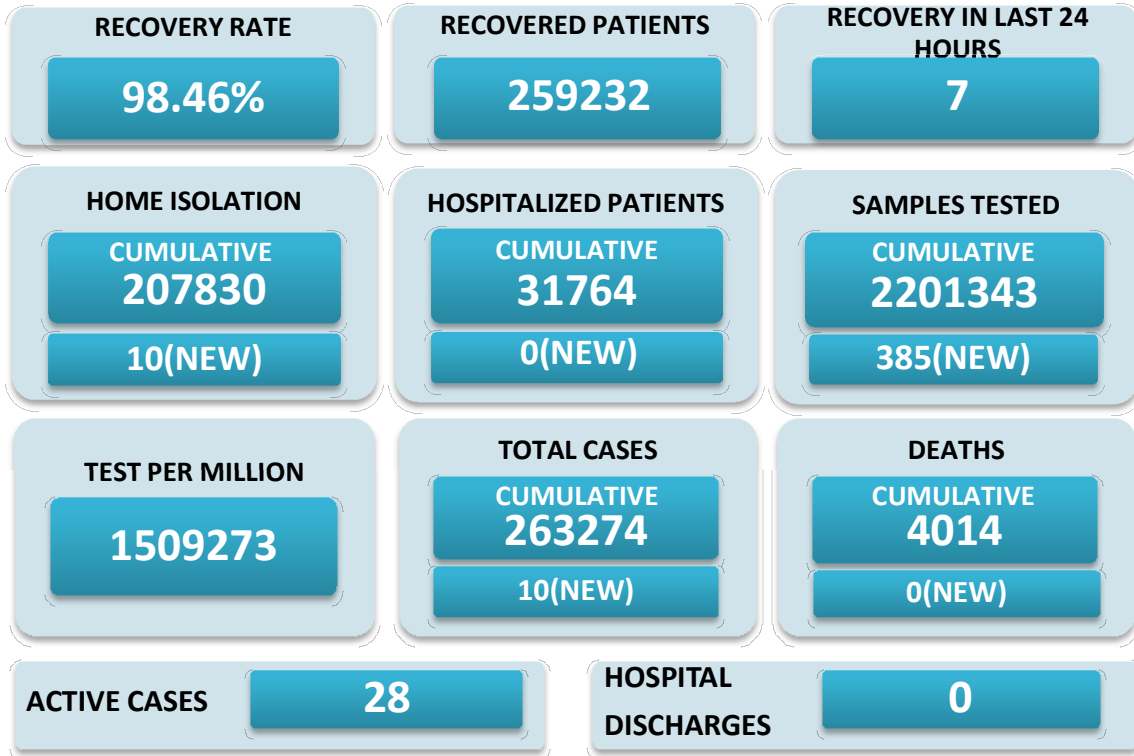 RECOVERY RATE
98.46%
RECOVERED PATIENTS
259232
RECOVERY IN LAST 24
HOURS
7
HOME ISOLATION
CUMULATIVE
207830
10(NEW)
HOSPITALIZED PATIENTS
CUMULATIVE
31764
0(NEW)
SAMPLES TESTED
CUMULATIVE
2201343
385(NEW)
TEST PER MILLION
1509273
TOTAL CASES
CUMULATIVE
263274
10(NEW)
DEATHS
CUMULATIVE
4014
0(NEW)
ACTIVE CASES
28
HOSPITAL
DISCHARGES
0